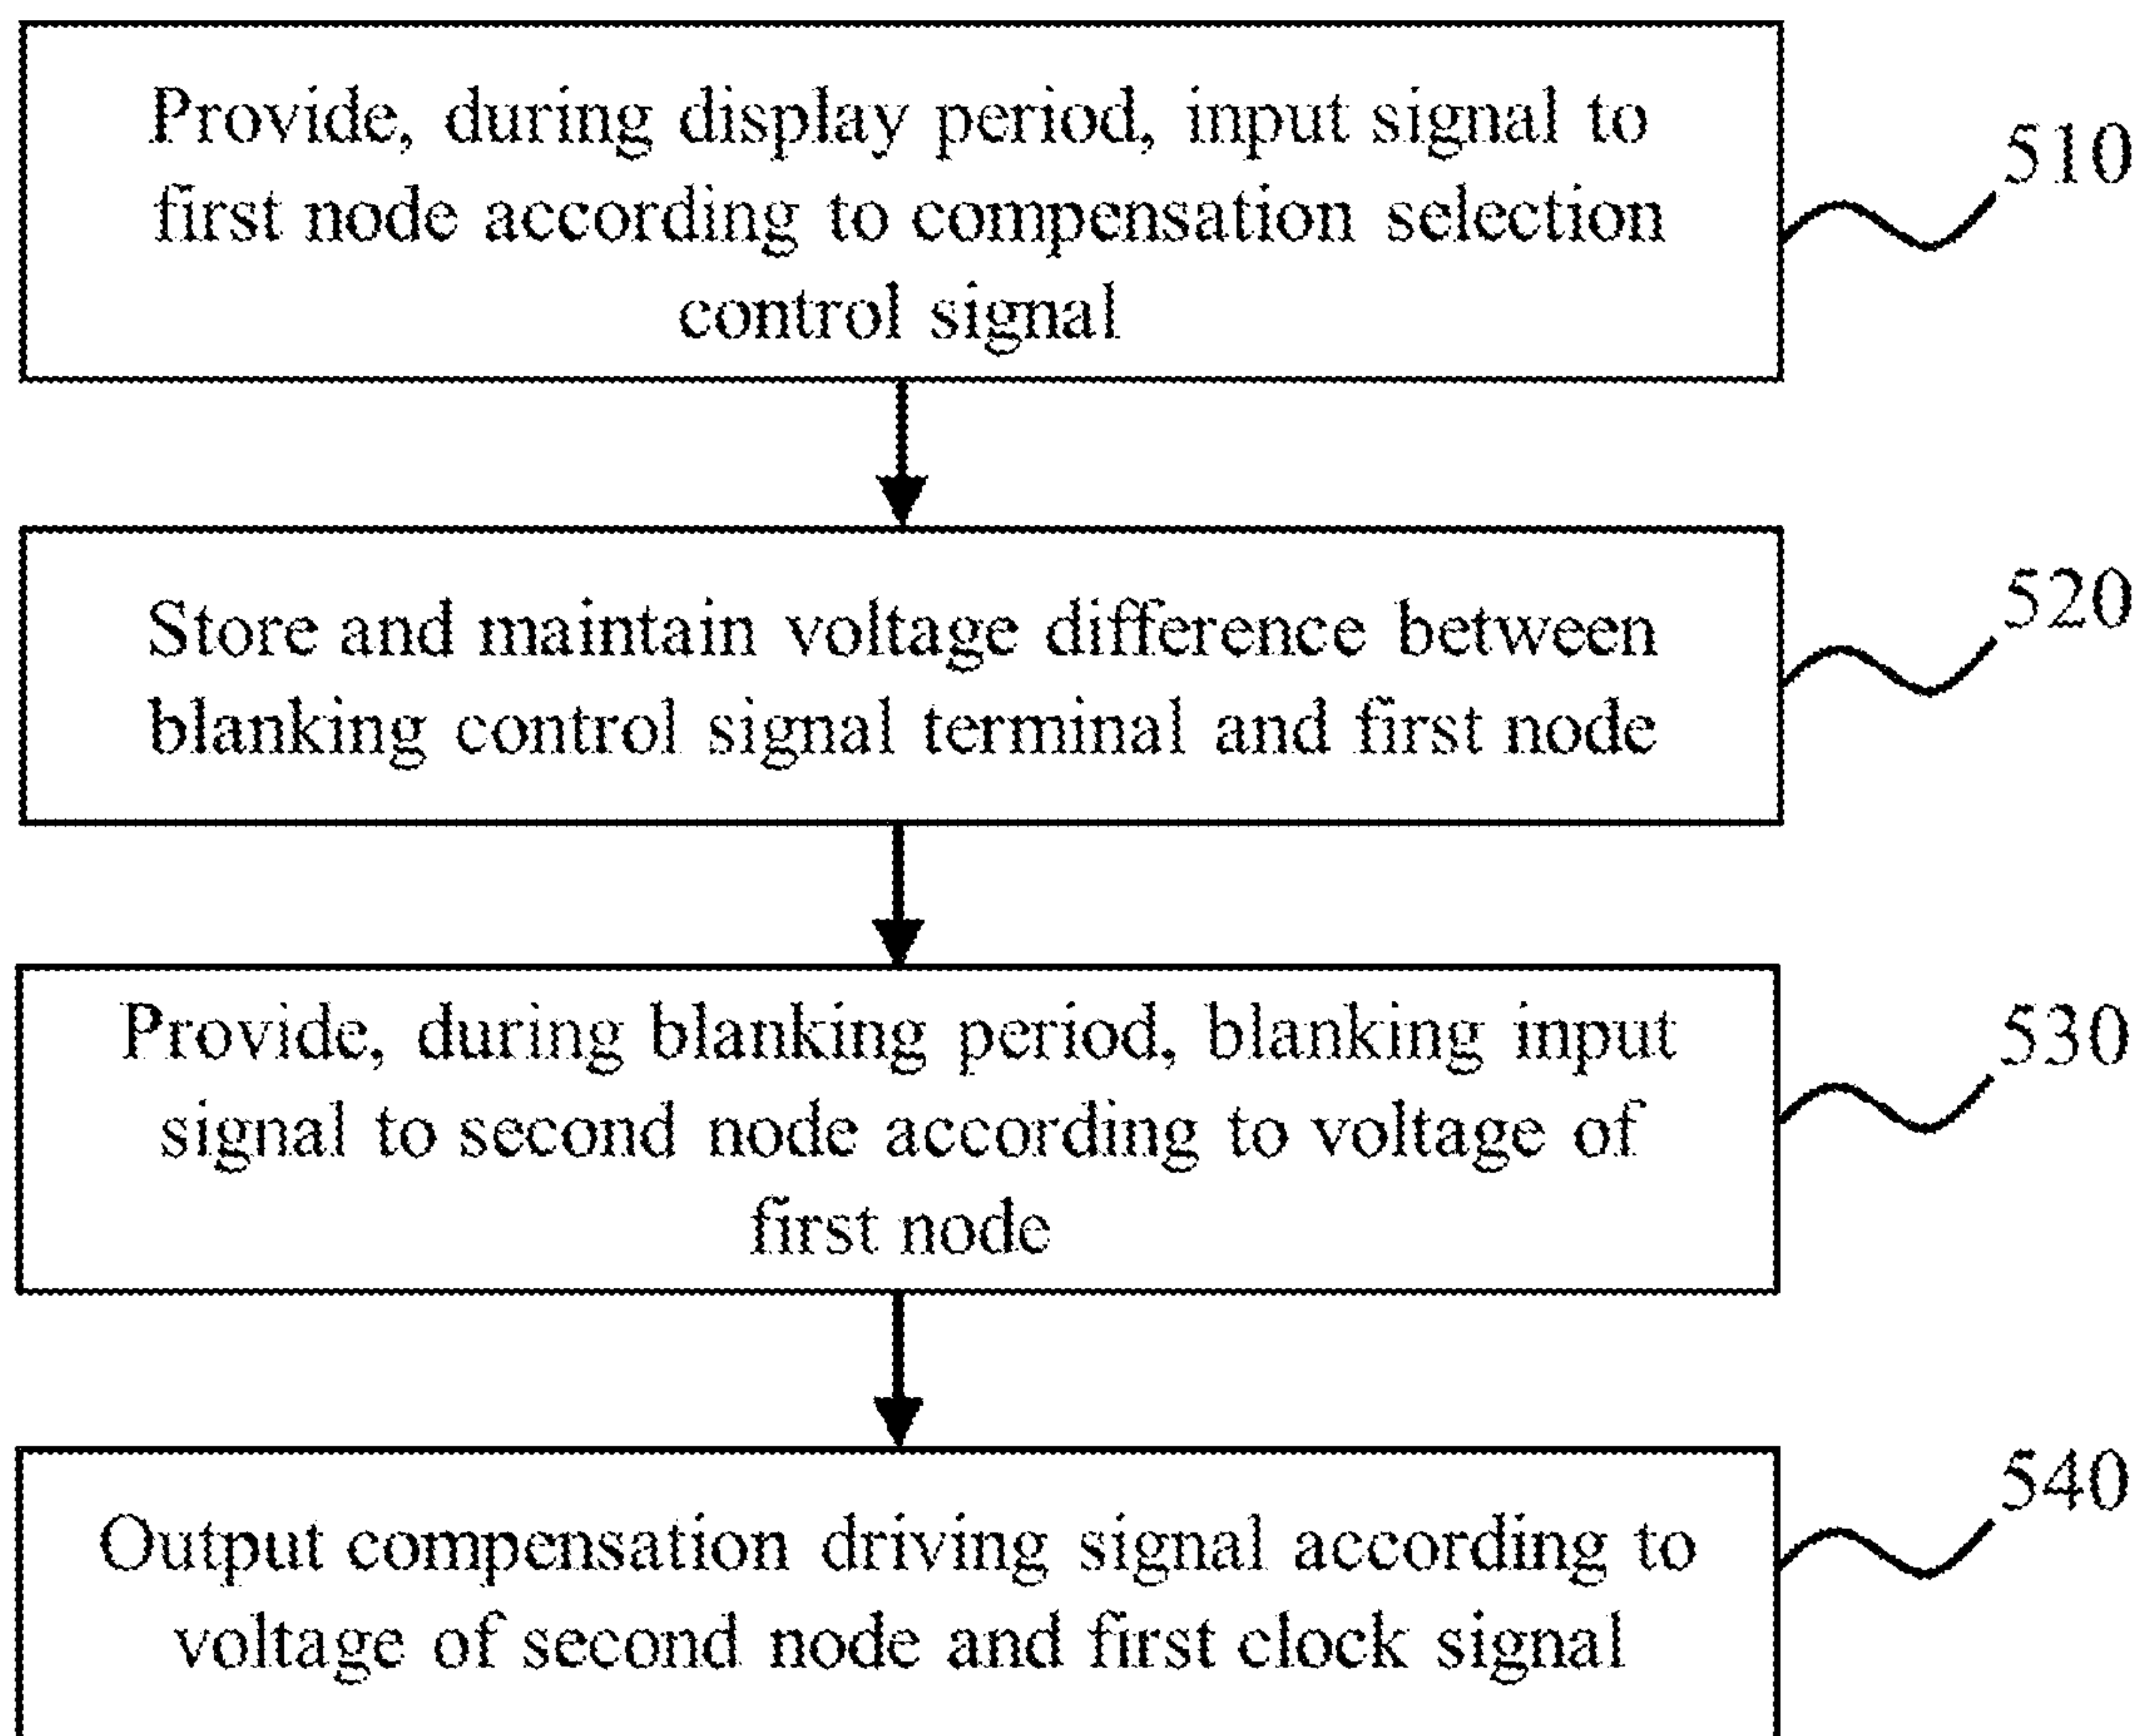 Provide, during display period, input signal to
first node according to compensation selection
control signal
510
Store and maintain voltage difference between
blanking control signal terminal and first node
520
Provide, during blanking period, blanking input
signal to second node according to voltage of
first node
530
Output compensation driving signal according to
voltage of second node and first clock signal
540